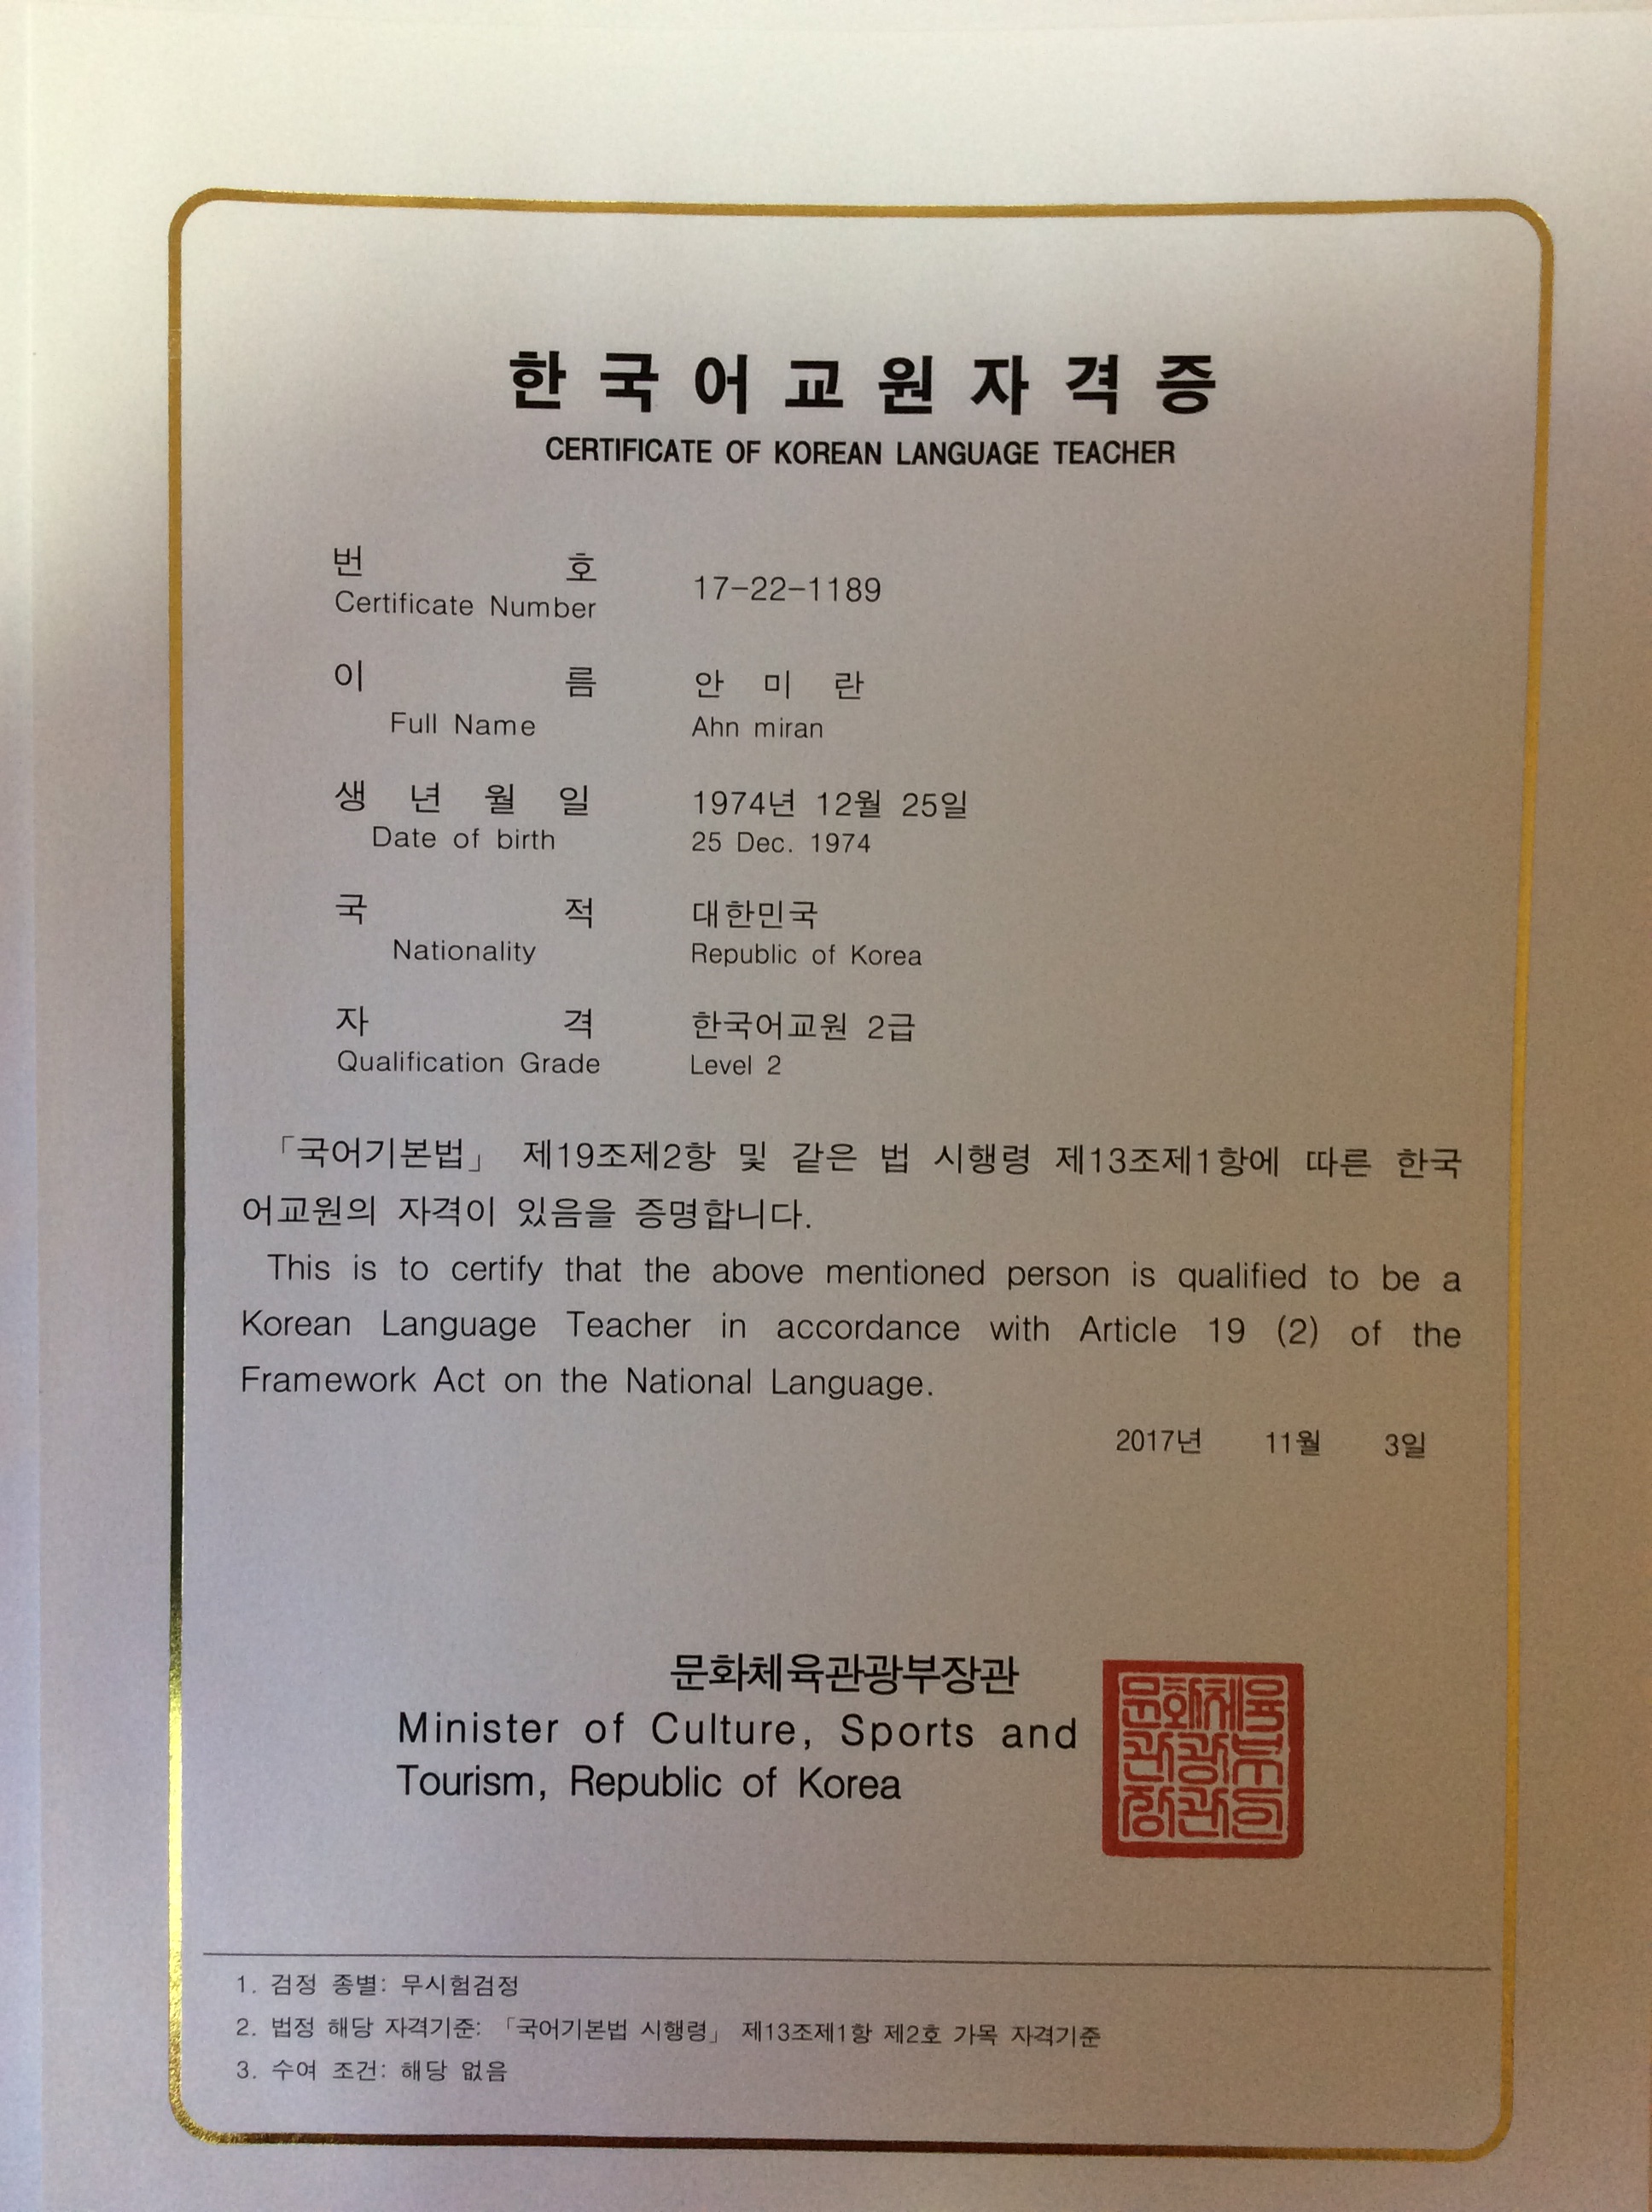 한국어교원자격증
CERTIFICATE OF KOREAN LANGUAGE TEACHER
번 호
Certificate Number
17-22-1189
이 름
안 미 란
Full Name
Ahn miran
생 년 월 일
1974년 12월 25일
Date of birth
25 Dec. 1974
국 적
대한민국
Nationality
Republic of Korea
자 격
한국어교원 2급
Qualification Grade
Level 2
「국어기본법」 제19조제2항 및 같은 법 시행령 제13조제1항에 따른 한국
어교원의 자격이 있음을 증명합니다.
This is to certify that the above mentioned person is qualified to be a
Korean Language Teacher in accordance with Article 19 (2) of the
Framework Act on the National Language.
2017년 11월 3일
문화체육관광부장관
Minister of Culture, Sports and
Tourism, Republic of Korea
문화체육
관광부
장관의
1. 검정 종별: 무시험검정
2. 법정 해당 자격기준: 「국어기본법 시행령」 제13조제1항 제2호 가목 자격기준
3. 수여 조건: 해당 없음